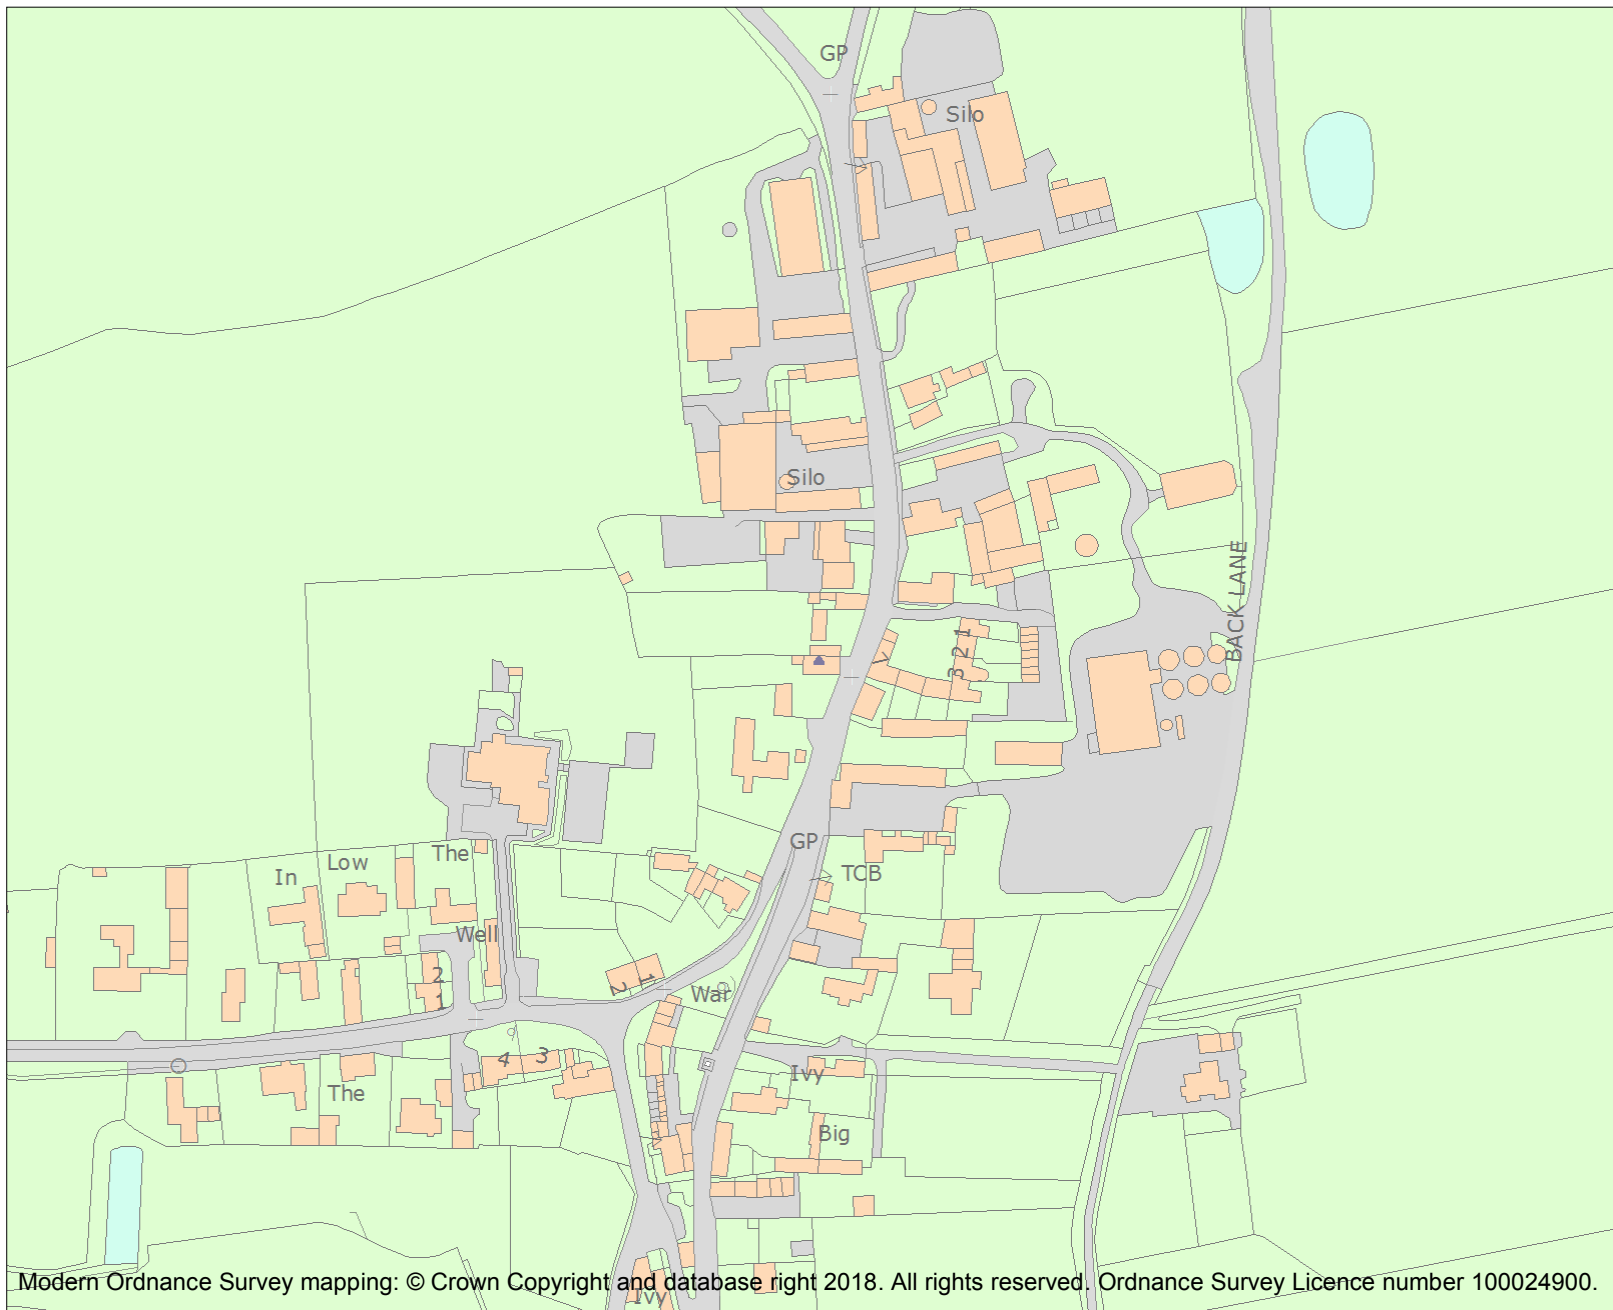 GP
Silo
Silo
BACK LANE
1
2
3
7
GP
TCB
The
Low
In
Well
2
1
1
2
War
4
3
Ivy
The
Big
Ivy
Modern Ordnance Survey mapping: © Crown Copyright and database right 2018. All rights reserved. Ordnance Survey Licence number 100024900.